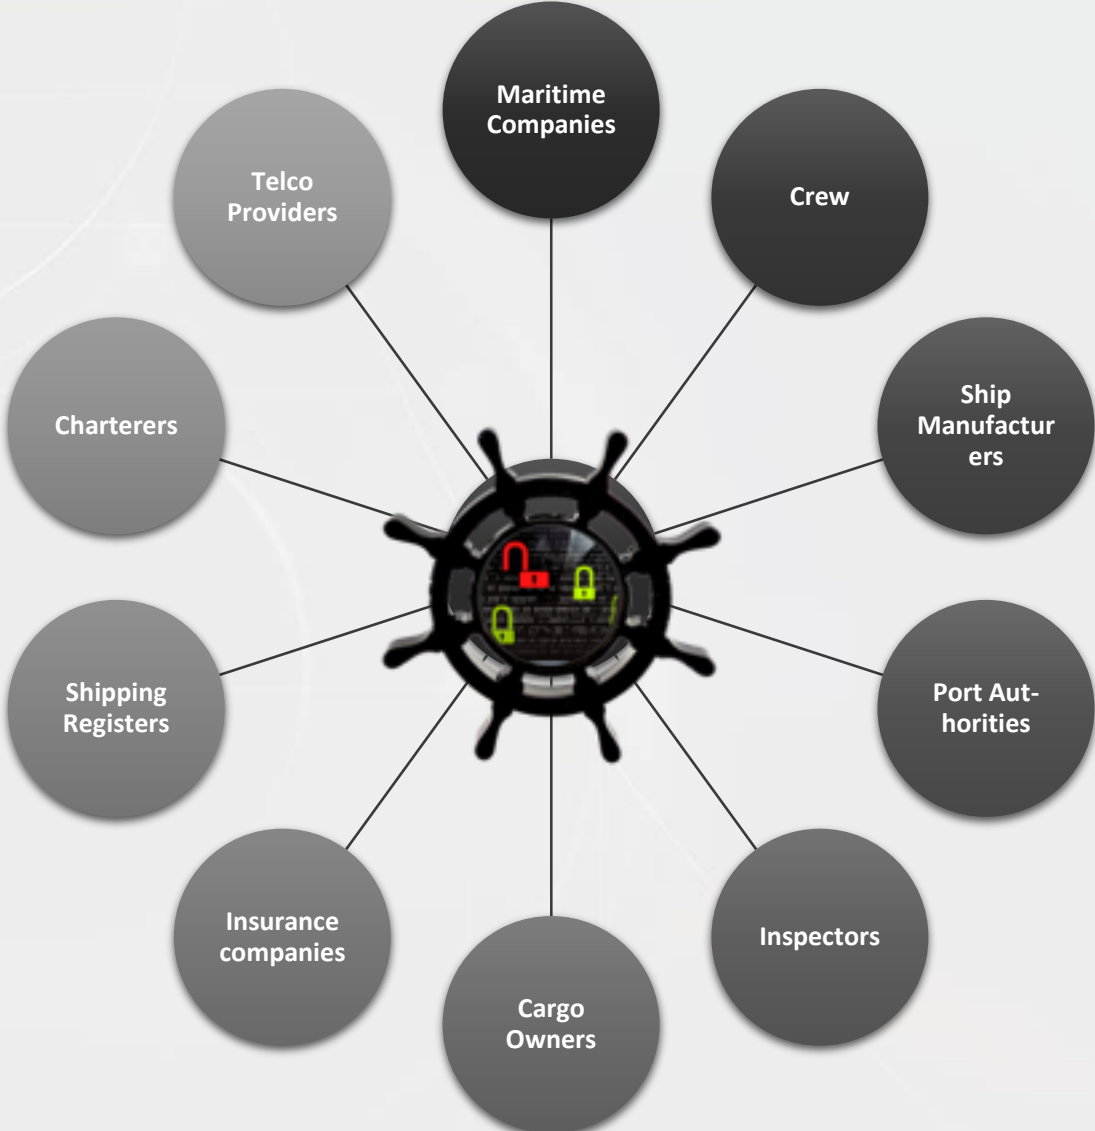 Maritime
Companies
Crew
Ship
Manufactur
ers
Port Aut-
horities
Inspectors
Cargo
Owners
Insurance
companies
Shipping
Registers
Charterers
Telco
Providers